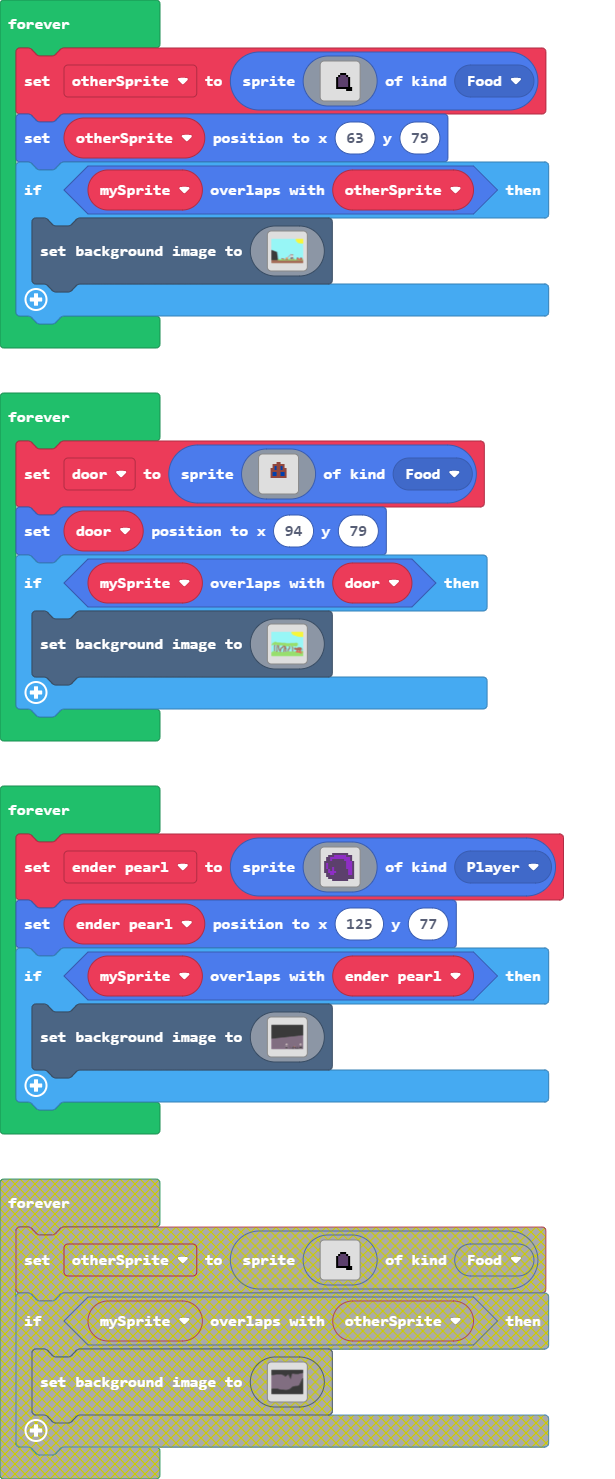 forever
set otherSprite to sprite of kind Food
set otherSprite position to x 63 y 79
if mySprite overlaps with otherSprite then
set background image to
forever
set door to sprite of kind Food
set door position to x 94 y 79
if mySprite overlaps with door then
set background image to
forever
set ender pearl to sprite of kind Player
set ender pearl position to x 125 y 77
if mySprite overlaps with ender pearl then
set background image to
forever
set otherSprite to sprite of kind Food
if mySprite overlaps with otherSprite then
set background image to